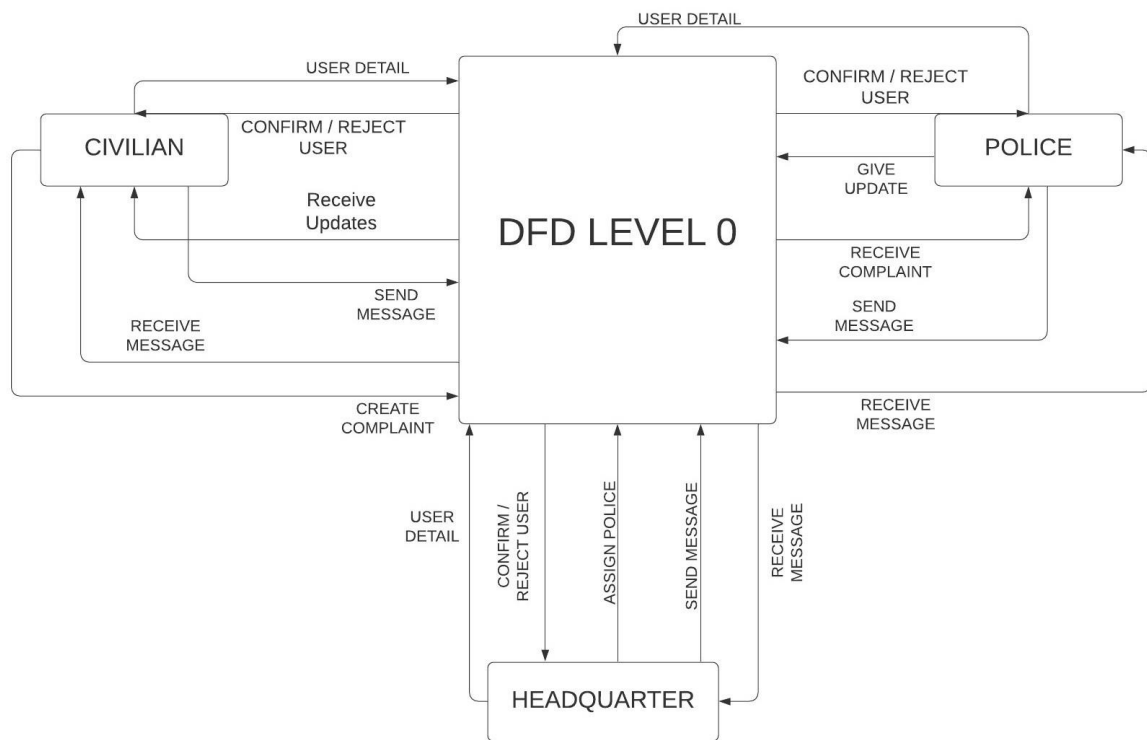 USER DETAIL
USER DETAIL
CONFIRM / REJECT
USER
CIVILIAN
CONFIRM / REJECT
USER
POLICE
GIVE
UPDATE
Receive
Updates
DFD LEVEL 0
RECEIVE
COMPLAINT
SEND
MESSAGE
SEND
MESSAGE
RECEIVE
MESSAGE
CREATE
COMPLAINT
RECEIVE
MESSAGE
USER
DETAIL
CONFIRM /
REJECT USER
ASSIGN POLICE
SEND MESSAGE
RECEIVE
MESSAGE
HEADQUARTER